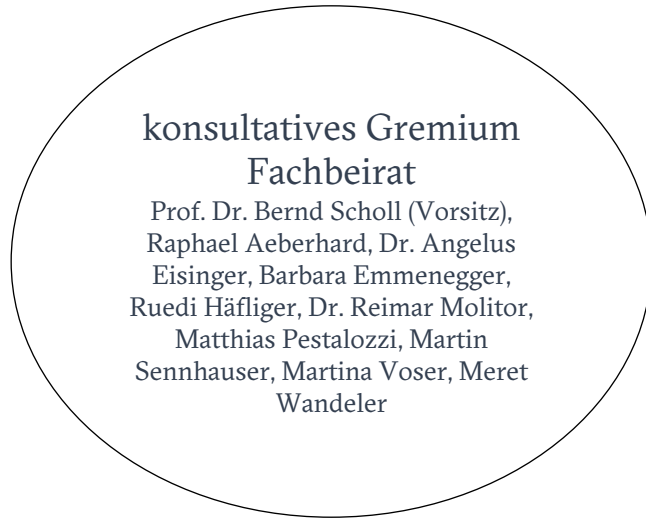 konsultatives Gremium
Fachbeirat
Prof. Dr. Bernd Scholl (Vorsitz),
Raphael Aeberhard, Dr. Angelus
Eisinger, Barbara Emmenegger,
Ruedi Häfliger, Dr. Reimar Molitor,
Matthias Pestalozzi, Martin
Sennhauser, Martina Voser, Meret
Wandeler